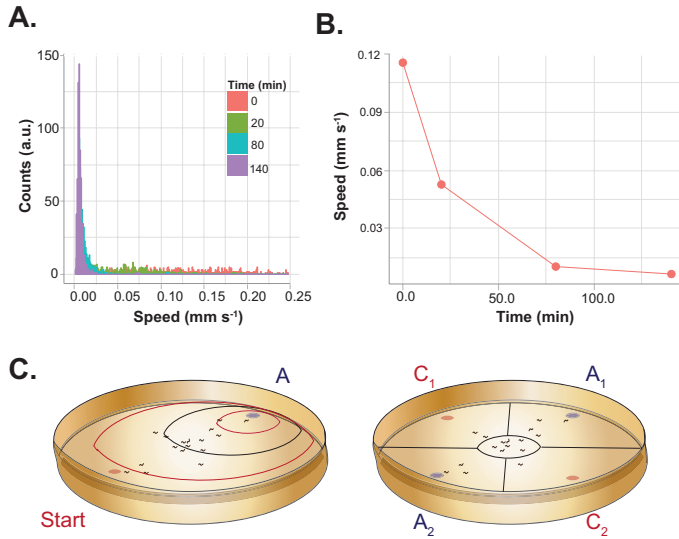 A.
150
100
50
0
Counts (a.u.)
0.00 0.05 0.10 0.15 0.20 0.25
Speed (mm s⁻¹)
Time (min)
0
20
80
140
B.
0.12
0.09
0.06
0.03
Speed (mm s⁻¹)
0.0 50.0 100.0
Time (min)
C.
A
Start
C₁ A₁
A₂ C₂